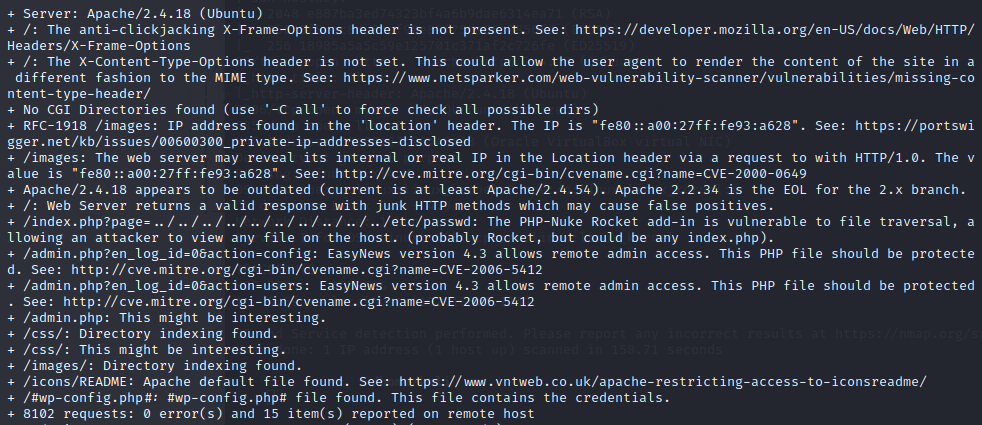 + Server: Apache/2.4.18 (Ubuntu)
+ /: The anti-clickjacking X-Frame-Options header is not present. See: https://developer.mozilla.org/en-US/docs/Web/HTTP/
Headers/X-Frame-Options
+ /: The X-Content-Type-Options header is not set. This could allow the user agent to render the content of the site in a
 different fashion to the MIME type. See: https://www.netsparker.com/web-vulnerability-scanner/vulnerabilities/missing-co
ntent-type-header/
+ No CGI Directories found (use '-C all' to force check all possible dirs)
+ RFC-1918 /images: IP address found in the 'location' header. The IP is "fe80::a00:27ff:fe93:a628". See: https://portswi
gger.net/kb/issues/00600300_private-ip-addresses-disclosed
+ /images: The web server may reveal its internal or real IP in the Location header via a request to with HTTP/1.0. The v
alue is "fe80::a00:27ff:fe93:a628". See: http://cve.mitre.org/cgi-bin/cvename.cgi?name=CVE-2000-0649
+ Apache/2.4.18 appears to be outdated (current is at least Apache/2.4.54). Apache 2.2.34 is the EOL for the 2.x branch.
+ /: Web Server returns a valid response with junk HTTP methods which may cause false positives.
+ /index.php?page=../../../../../../../../../../etc/passwd: The PHP-Nuke Rocket add-in is vulnerable to file traversal, a
llowing an attacker to view any file on the host. (probably Rocket, but could be any index.php).
+ /admin.php?en_log_id=0&action=config: EasyNews version 4.3 allows remote admin access. This PHP file should be protecte
d. See: http://cve.mitre.org/cgi-bin/cvename.cgi?name=CVE-2006-5412
+ /admin.php?en_log_id=0&action=users: EasyNews version 4.3 allows remote admin access. This PHP file should be protected
. See: http://cve.mitre.org/cgi-bin/cvename.cgi?name=CVE-2006-5412
+ /admin.php: This might be interesting.
+ /css/: Directory indexing found.
+ /css/: This might be interesting.
+ /images/: Directory indexing found.
+ /icons/README: Apache default file found. See: https://www.vntweb.co.uk/apache-restricting-access-to-iconsreadme/
+ /#wp-config.php#: #wp-config.php# file found. This file contains the credentials.
+ 8102 requests: 0 error(s) and 15 item(s) reported on remote host